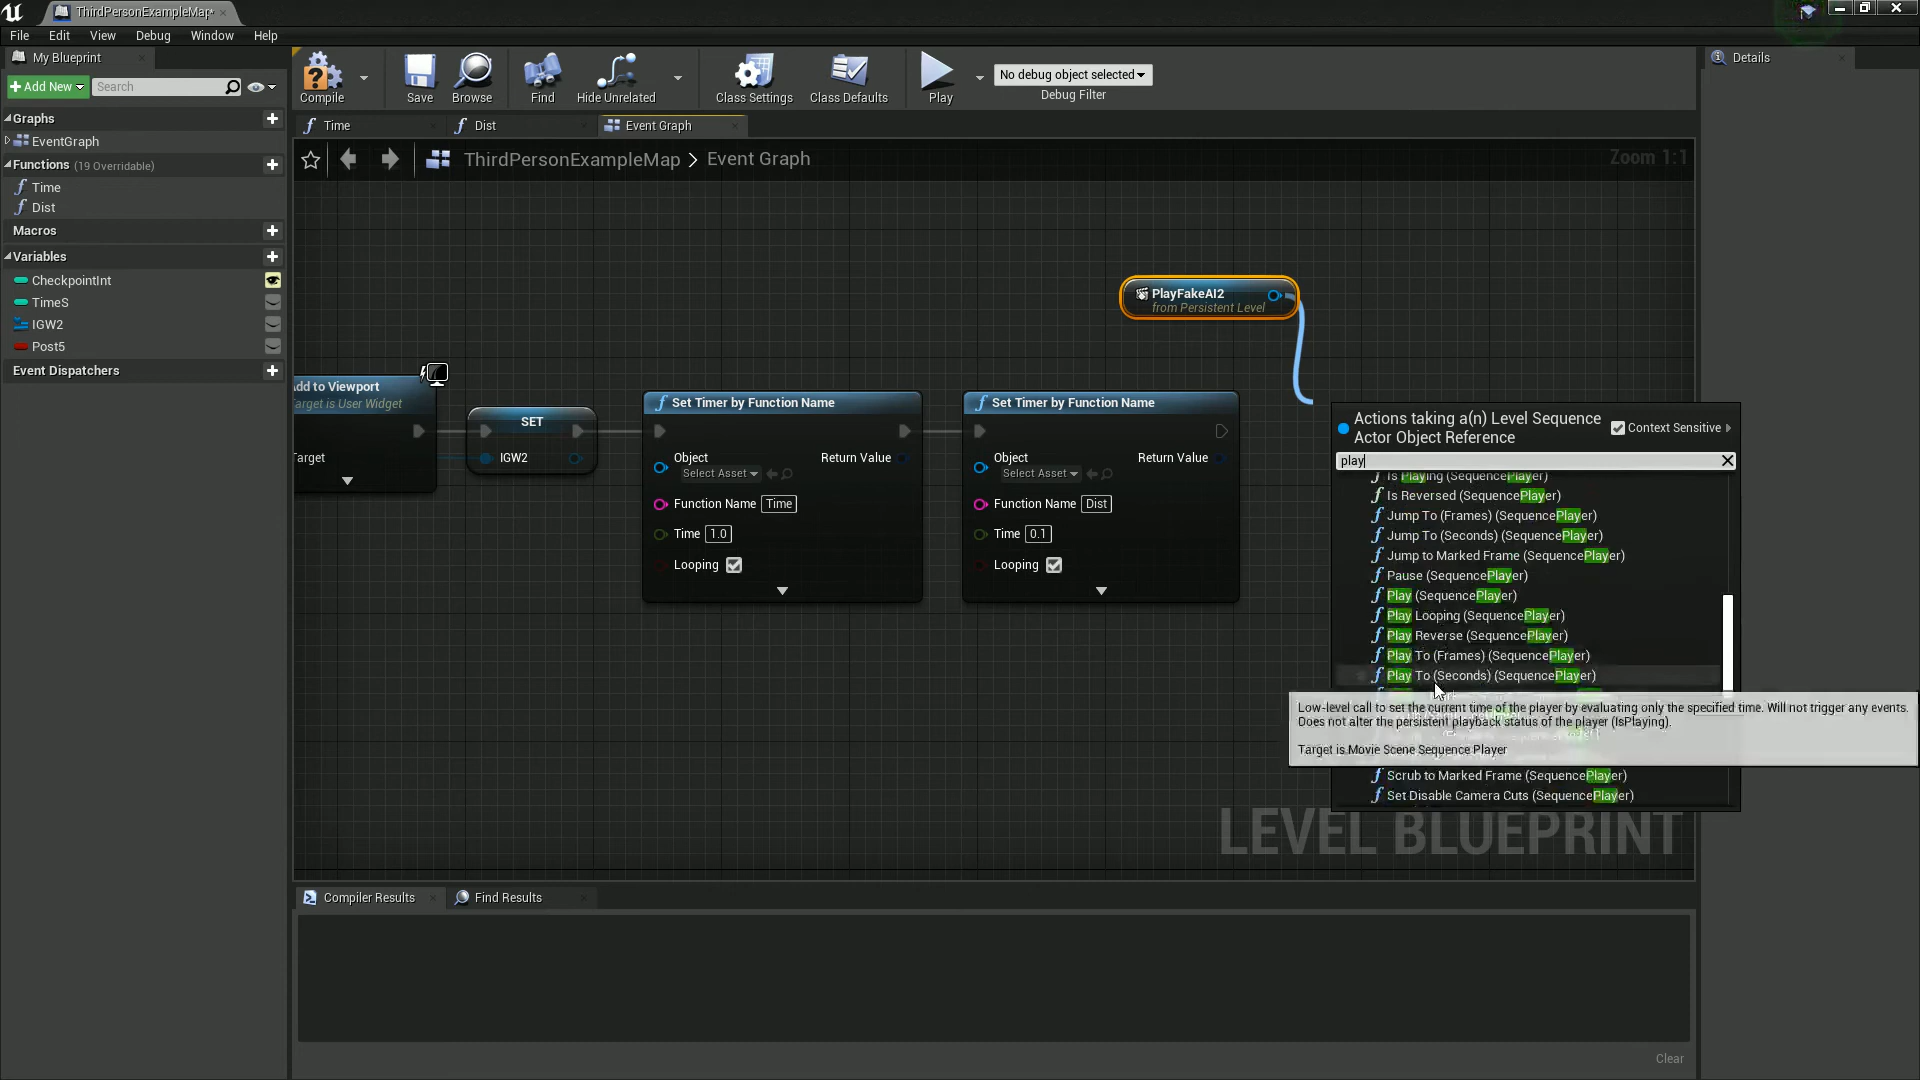 ThirdPersonExampleMap*
File Edit View Debug Window Help
My Blueprint
Add New
Search
Graphs
EventGraph
Functions (19 Overridable)
Time
Dist
Macros
Variables
CheckpointInt
TimeS
IGW2
Post5
Event Dispatchers
Compile
Save
Browse
Find
Hide Unrelated
Class Settings
Class Defaults
Play
No debug object selected
Debug Filter
Details
Time
Dist
Event Graph
ThirdPersonExampleMap > Event Graph
Zoom 1:1
PlayFakeAI2
from Persistent Level
dd to Viewport
Target is User Widget
Target
SET
IGW2
Set Timer by Function Name
Object
Select Asset
Return Value
Function Name Time
Time 1.0
Looping
Set Timer by Function Name
Object
Select Asset
Return Value
Function Name Dist
Time 0.1
Looping
Actions taking a(n) Level Sequence
Actor Object Reference
Context Sensitive
play
Is Playing (SequencePlayer)
Is Reversed (SequencePlayer)
Jump To (Frames) (SequencePlayer)
Jump To (Seconds) (SequencePlayer)
Jump to Marked Frame (SequencePlayer)
Pause (SequencePlayer)
Play (SequencePlayer)
Play Looping (SequencePlayer)
Play Reverse (SequencePlayer)
Play To (Frames) (SequencePlayer)
Play To (Seconds) (SequencePlayer)
Low-level call to set the current time of the player by evaluating only the specified time. Will not trigger any events.
Does not alter the persistent playback status of the player (IsPlaying).
Target is Movie Scene Sequence Player
Scrub to Marked Frame (SequencePlayer)
Set Disable Camera Cuts (SequencePlayer)
LEVEL BLUEPRINT
Compiler Results
Find Results
Clear